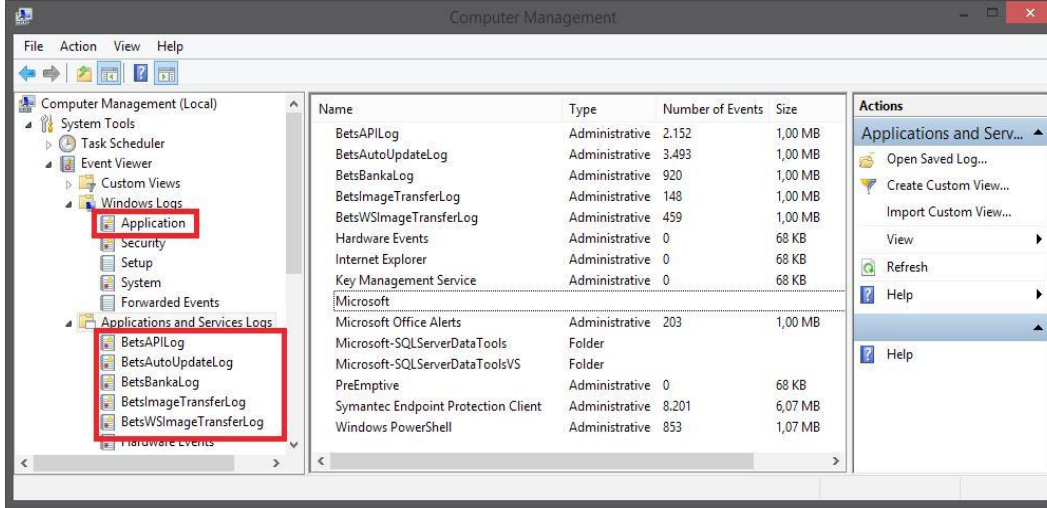 Computer Management
File Action View Help
Computer Management (Local)
System Tools
Task Scheduler
Event Viewer
Custom Views
Windows Logs
Application
Security
Setup
System
Forwarded Events
Applications and Services Logs
BetsAPILog
BetsAutoUpdateLog
BetsBankaLog
BetsImageTransferLog
BetsWSImageTransferLog
Hardware Events
Name Type Number of Events Size
BetsAPILog Administrative 2.152 1,00 MB
BetsAutoUpdateLog Administrative 3.493 1,00 MB
BetsBankaLog Administrative 920 1,00 MB
BetsImageTransferLog Administrative 148 1,00 MB
BetsWSImageTransferLog Administrative 459 1,00 MB
Hardware Events Administrative 0 68 KB
Internet Explorer Administrative 0 68 KB
Key Management Service Administrative 0 68 KB
Microsoft
Microsoft Office Alerts Administrative 203 1,00 MB
Microsoft-SQLServerDataTools Folder
Microsoft-SQLServerDataToolsVS Folder
PreEmptive Administrative 0 68 KB
Symantec Endpoint Protection Client Administrative 8.201 6,07 MB
Windows PowerShell Administrative 853 1,07 MB
Actions
Applications and Serv...
Open Saved Log...
Create Custom View...
Import Custom View...
View
Refresh
Help
Help